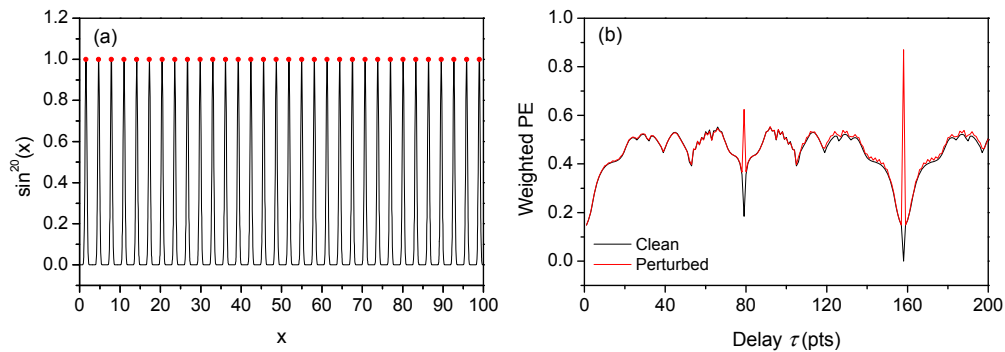 (a)
sin²⁰(x)
1.2
1.0
0.8
0.6
0.4
0.2
0.0
0 10 20 30 40 50 60 70 80 90 100
x
(b)
Weighted PE
1.0
0.8
0.6
0.4
0.2
0.0
Clean
Perturbed
0 40 80 120 160 200
Delay τ (pts)